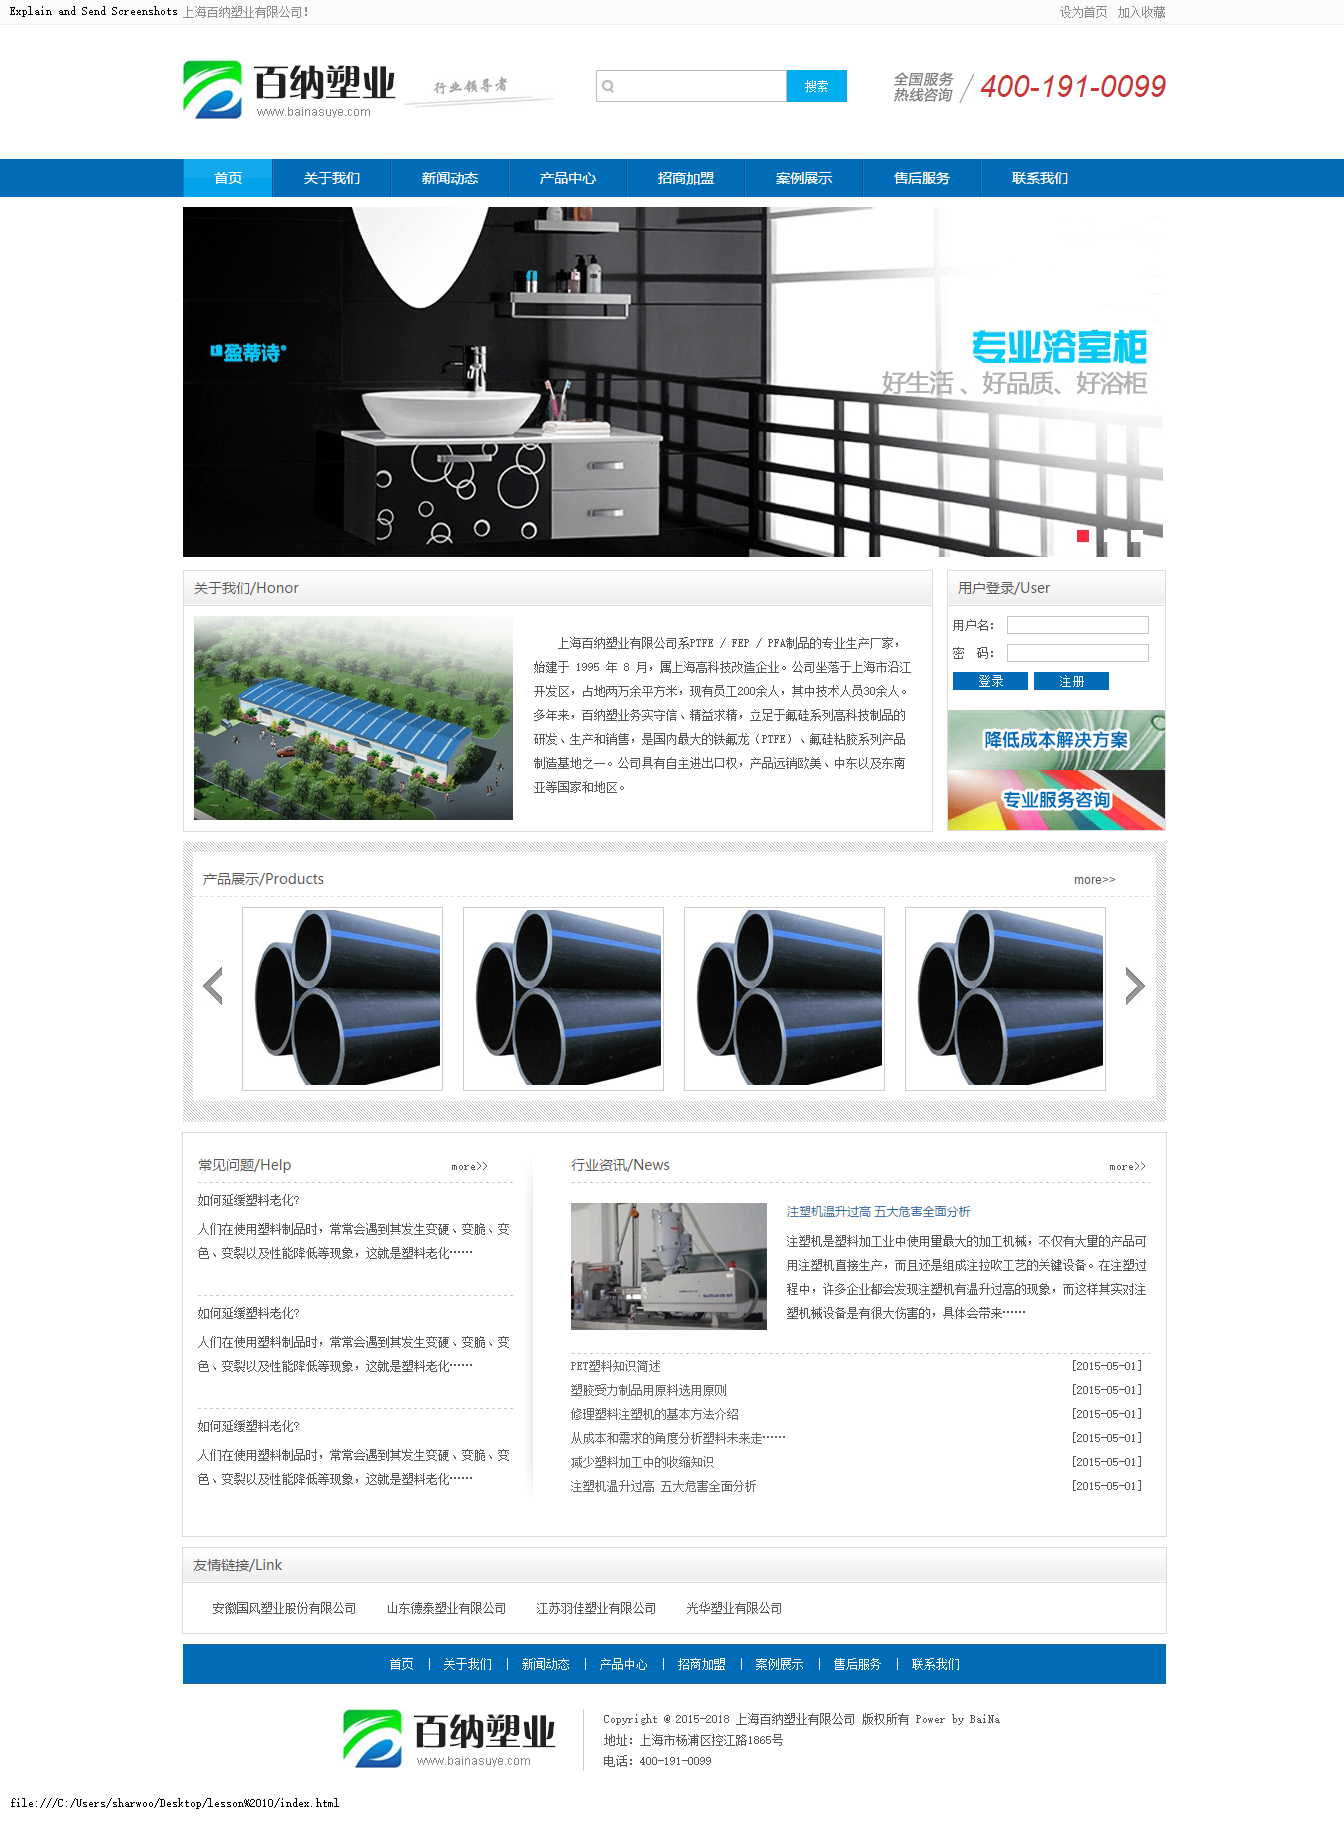 Explain and Send Screenshots 上海百纳塑业有限公司!
设为首页 加入收藏
百纳塑业
www.bainasuye.com
行业领导者
搜索
全国服务
热线咨询
400-191-0099
首页 关于我们 新闻动态 产品中心 招商加盟 案例展示 售后服务 联系我们
盈蒂诗
专业浴室柜
好生活、好品质、好浴柜
关于我们/Honor
上海百纳塑业有限公司系PTFE / FEP / PFA制品的专业生产厂家，
始建于 1995 年 8 月，属上海高科技改造企业。公司坐落于上海市沿江
开发区，占地两万余平方米，现有员工200余人，其中技术人员30余人。
多年来，百纳塑业务实守信、精益求精，立足于氟硅系列高科技制品的
研发、生产和销售，是国内最大的铁氟龙（PTFE）、氟硅粘胶系列产品
制造基地之一。公司具有自主进出口权，产品远销欧美、中东以及东南
亚等国家和地区。
用户登录/User
用户名：
密 码：
登录 注册
降低成本解决方案
专业服务咨询
产品展示/Products
more>>
常见问题/Help
more>>
如何延缓塑料老化?
人们在使用塑料制品时，常常会遇到其发生变硬、变脆、变
色、变裂以及性能降低等现象，这就是塑料老化……
如何延缓塑料老化?
人们在使用塑料制品时，常常会遇到其发生变硬、变脆、变
色、变裂以及性能降低等现象，这就是塑料老化……
如何延缓塑料老化?
人们在使用塑料制品时，常常会遇到其发生变硬、变脆、变
色、变裂以及性能降低等现象，这就是塑料老化……
行业资讯/News
more>>
注塑机温升过高 五大危害全面分析
注塑机是塑料加工业中使用量最大的加工机械，不仅有大量的产品可
用注塑机直接生产，而且还是组成注拉吹工艺的关键设备。在注塑过
程中，许多企业都会发现注塑机有温升过高的现象，而这样其实对注
塑机械设备是有很大伤害的，具体会带来……
PET塑料知识简述 [2015-05-01]
塑胶受力制品用原料选用原则 [2015-05-01]
修理塑料注塑机的基本方法介绍 [2015-05-01]
从成本和需求的角度分析塑料未来走…… [2015-05-01]
减少塑料加工中的收缩知识 [2015-05-01]
注塑机温升过高 五大危害全面分析 [2015-05-01]
友情链接/Link
安徽国风塑业股份有限公司 山东德泰塑业有限公司 江苏羽佳塑业有限公司 光华塑业有限公司
首页 | 关于我们 | 新闻动态 | 产品中心 | 招商加盟 | 案例展示 | 售后服务 | 联系我们
百纳塑业
www.bainasuye.com
Copyright @ 2015-2018 上海百纳塑业有限公司 版权所有 Power by BaiNa
地址：上海市杨浦区控江路1865号
电话：400-191-0099
file:///C:/Users/sharwoo/Desktop/lesson%2010/index.html